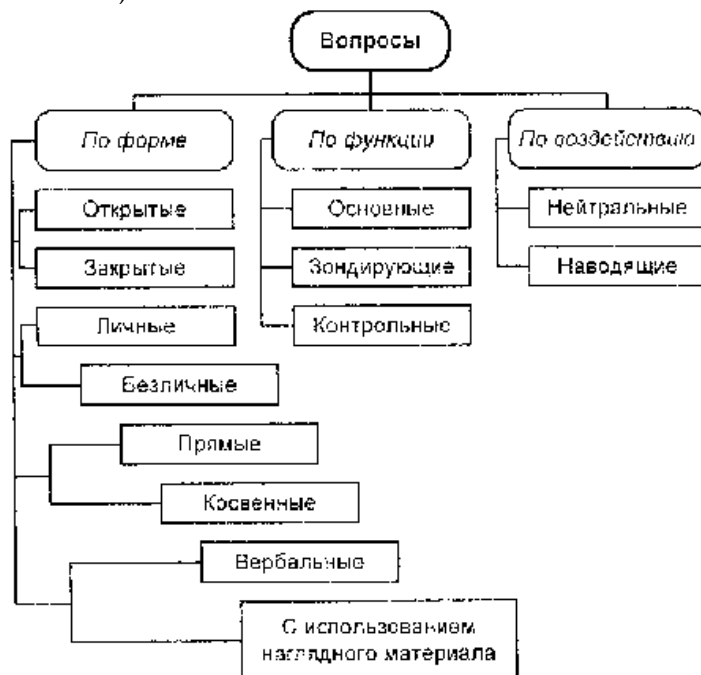 Вопросы
По форме
По функции
По воздействию
Открытые
Основные
Нейтральные
Закрытые
Зондирующие
Наводящие
Личные
Контрольные
Безличные
Прямые
Косвенные
Вербальные
С использованием
наглядного материала